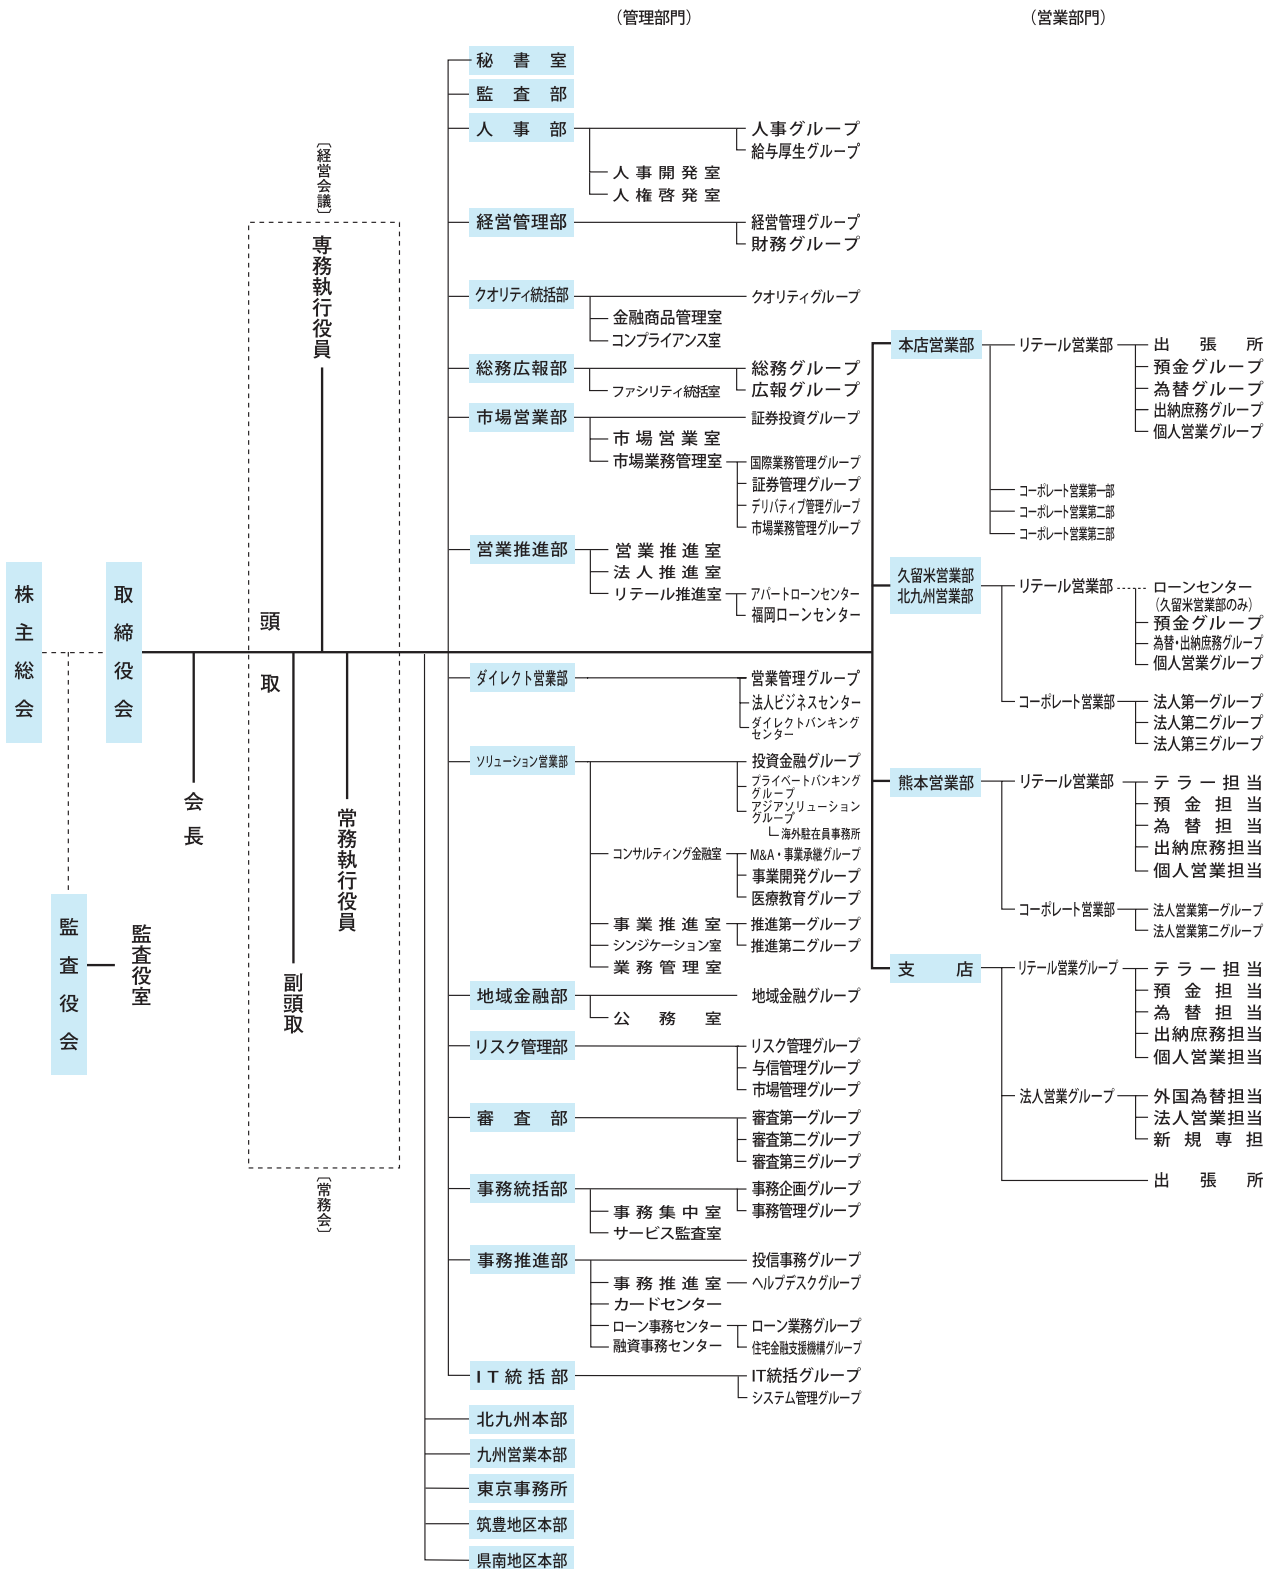 （管理部門）
（営業部門）
株主総会
取締役会
監査役会
監査役室
会長
頭取
副頭取
〔経営会議〕
専務執行役員
常務執行役員
〔常務会〕
秘書室
監査部
人事部
人事グループ
給与厚生グループ
人事開発室
人権啓発室
経営管理部
経営管理グループ
財務グループ
クオリティ統括部
クオリティグループ
金融商品管理室
コンプライアンス室
総務広報部
総務グループ
広報グループ
ファシリティ統括室
市場営業部
証券投資グループ
市場営業室
市場業務管理室
国際業務管理グループ
証券管理グループ
デリバティブ管理グループ
市場業務管理グループ
営業推進部
営業推進室
法人推進室
リテール推進室
アパートローンセンター
福岡ローンセンター
ダイレクト営業部
営業管理グループ
法人ビジネスセンター
ダイレクトバンキング
センター
ソリューション営業部
投資金融グループ
プライベートバンキング
グループ
アジアソリューション
グループ
海外駐在員事務所
コンサルティング金融室
M&A・事業承継グループ
事業開発グループ
医療教育グループ
事業推進室
推進第一グループ
推進第二グループ
シンジケーション室
業務管理室
地域金融部
地域金融グループ
公務室
リスク管理部
リスク管理グループ
与信管理グループ
市場管理グループ
審査部
審査第一グループ
審査第二グループ
審査第三グループ
事務統括部
事務企画グループ
事務管理グループ
事務集中室
サービス監査室
事務推進部
投信事務グループ
事務推進室
ヘルプデスクグループ
カードセンター
ローン事務センター
ローン業務グループ
住宅金融支援機構グループ
融資事務センター
IT統括部
IT統括グループ
システム管理グループ
北九州本部
九州営業本部
東京事務所
筑豊地区本部
県南地区本部
本店営業部
リテール営業部
出張所
預金グループ
為替グループ
出納庶務グループ
個人営業グループ
コーポレート営業第一部
コーポレート営業第二部
コーポレート営業第三部
久留米営業部
北九州営業部
リテール営業部
ローンセンター
（久留米営業部のみ）
預金グループ
為替・出納庶務グループ
個人営業グループ
コーポレート営業部
法人第一グループ
法人第二グループ
法人第三グループ
熊本営業部
リテール営業部
テラー担当
預金担当
為替担当
出納庶務担当
個人営業担当
コーポレート営業部
法人営業第一グループ
法人営業第二グループ
支店
リテール営業グループ
テラー担当
預金担当
為替担当
出納庶務担当
個人営業担当
法人営業グループ
外国為替担当
法人営業担当
新規専担
出張所